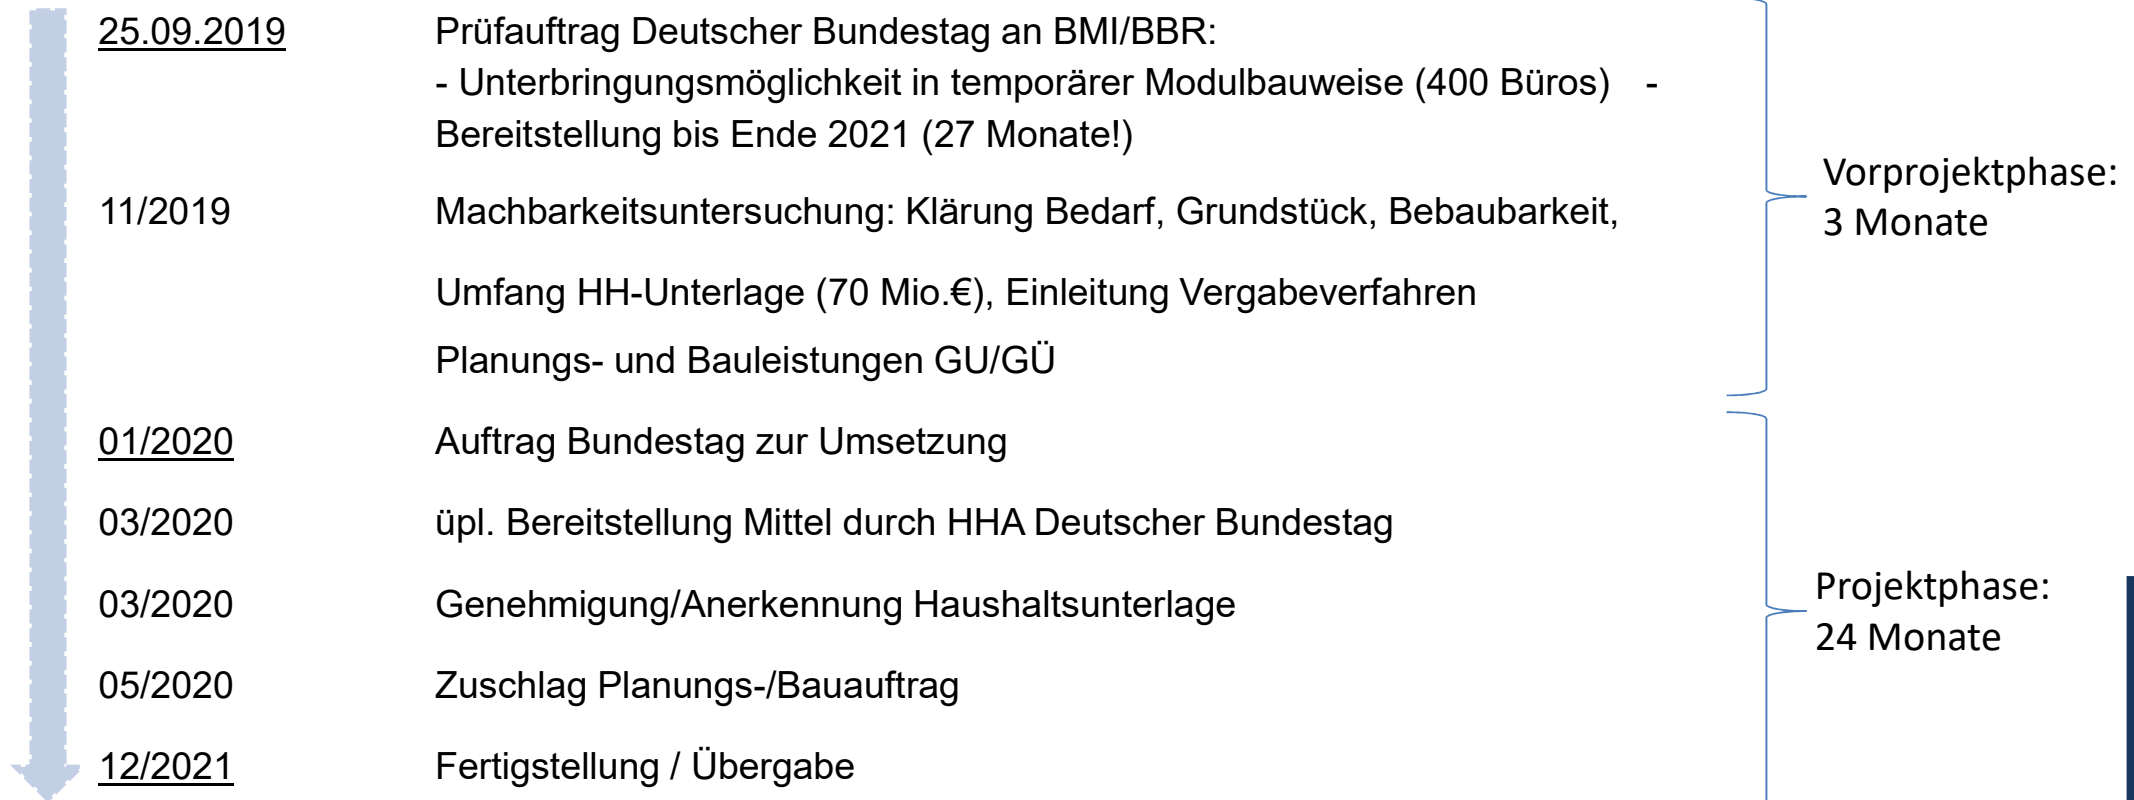 25.09.2019 Prüfauftrag Deutscher Bundestag an BMI/BBR:
- Unterbringungsmöglichkeit in temporärer Modulbauweise (400 Büros) -
Bereitstellung bis Ende 2021 (27 Monate!)
11/2019 Machbarkeitsuntersuchung: Klärung Bedarf, Grundstück, Bebaubarkeit,
Umfang HH-Unterlage (70 Mio.€), Einleitung Vergabeverfahren
Planungs- und Bauleistungen GU/GÜ
Vorprojektphase:
3 Monate
01/2020 Auftrag Bundestag zur Umsetzung
03/2020 üpl. Bereitstellung Mittel durch HHA Deutscher Bundestag
03/2020 Genehmigung/Anerkennung Haushaltsunterlage
05/2020 Zuschlag Planungs-/Bauauftrag
12/2021 Fertigstellung / Übergabe
Projektphase:
24 Monate